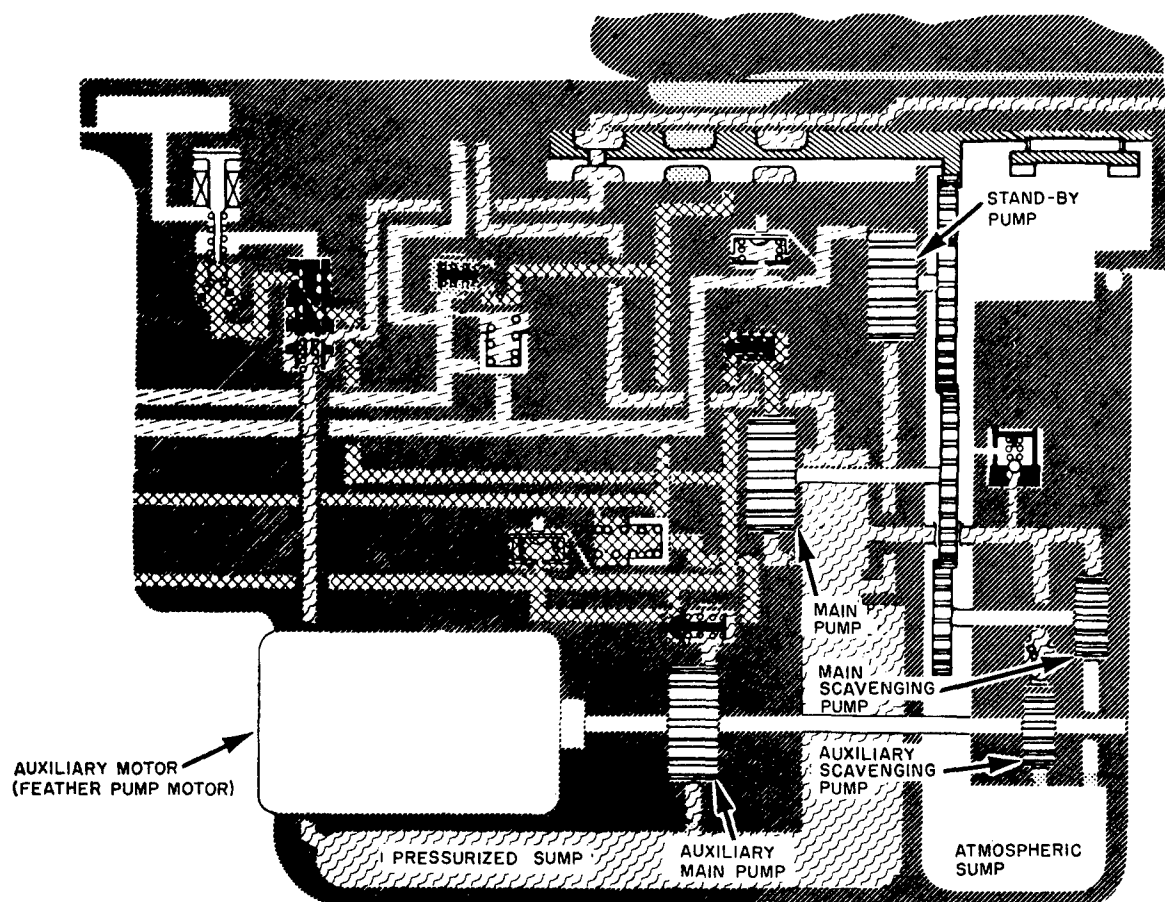 STAND-BY
PUMP
MAIN
PUMP
MAIN
SCAVENGING
PUMP
AUXILIARY
SCAVENGING
PUMP
AUXILIARY MOTOR
(FEATHER PUMP MOTOR)
PRESSURIZED SUMP
AUXILIARY
MAIN PUMP
ATMOSPHERIC
SUMP